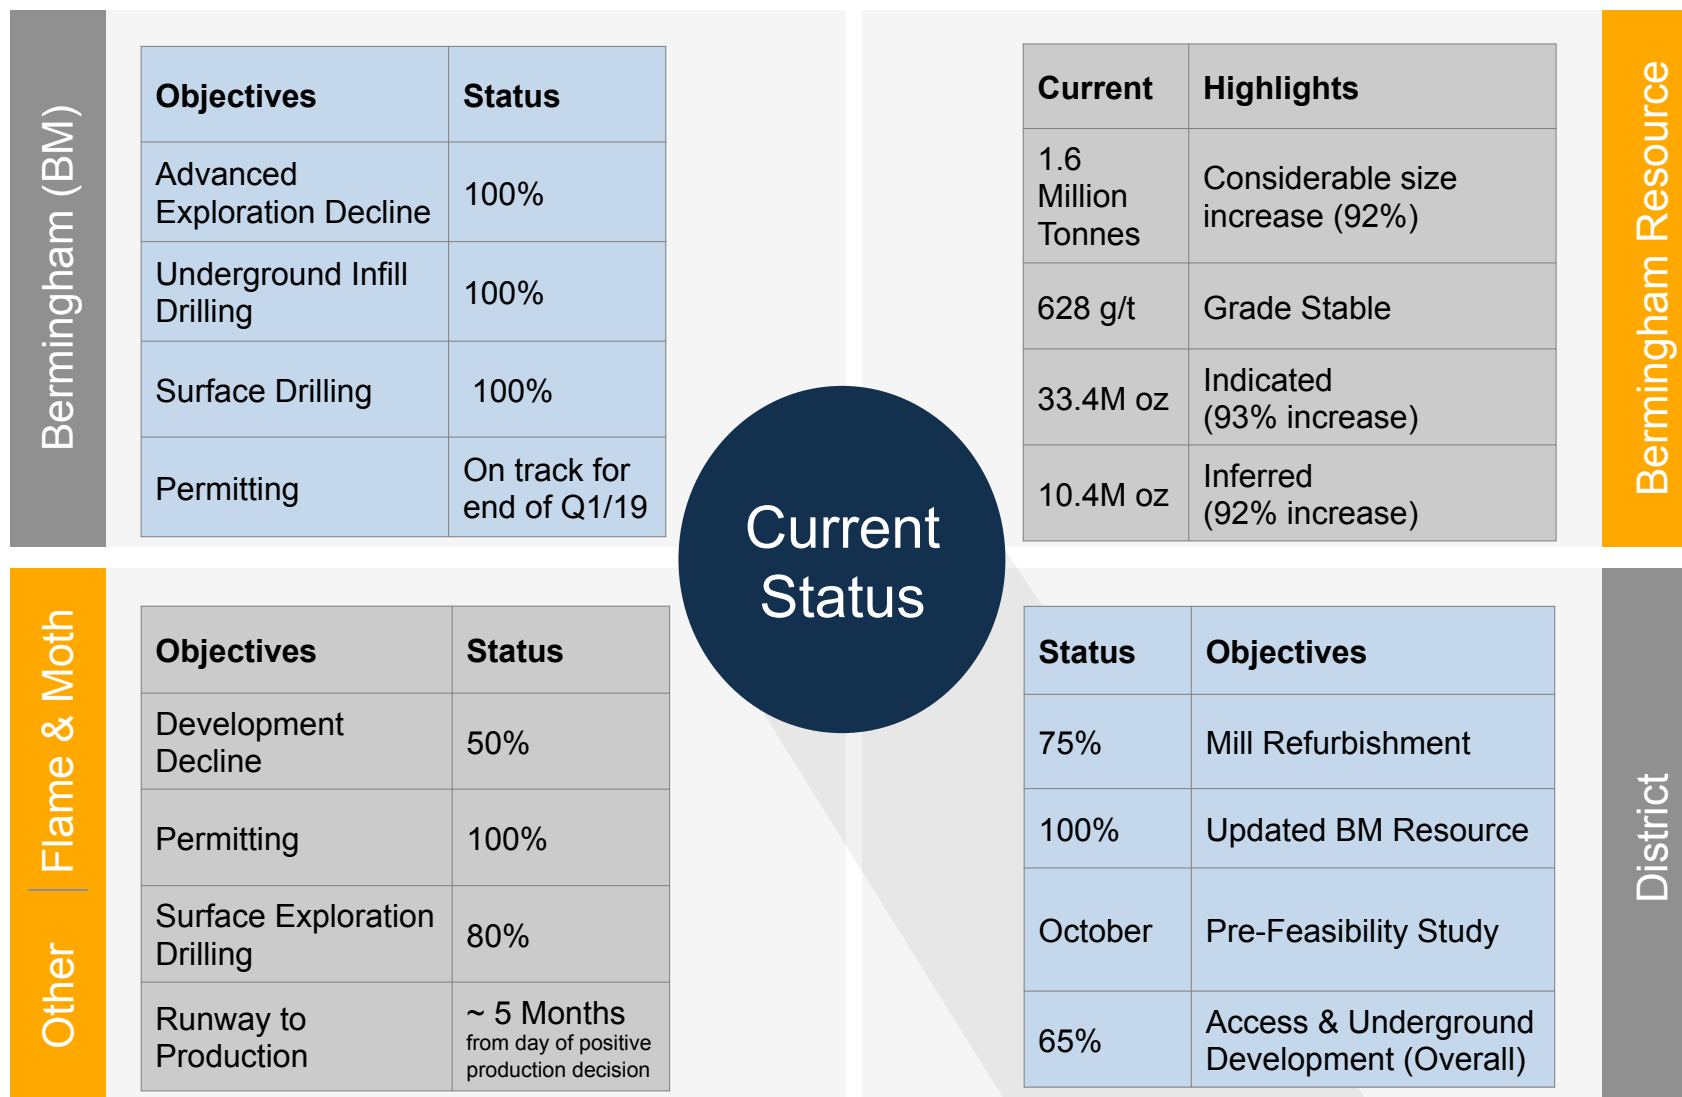 Bermingham (BM)
Objectives Status
Advanced
Exploration Decline 100%
Underground Infill
Drilling 100%
Surface Drilling 100%
Permitting On track for
end of Q1/19
Current Highlights
1.6
Million
Tonnes
Considerable size
increase (92%)
628 g/t Grade Stable
33.4M oz Indicated
(93% increase)
10.4M oz Inferred
(92% increase)
Bermingham Resource
Current
Status
Flame & Moth
Other
Objectives Status
Development
Decline 50%
Permitting 100%
Surface Exploration
Drilling 80%
Runway to
Production
~ 5 Months
from day of positive
production decision
Status Objectives
75% Mill Refurbishment
100% Updated BM Resource
October Pre-Feasibility Study
65% Access & Underground
Development (Overall)
District